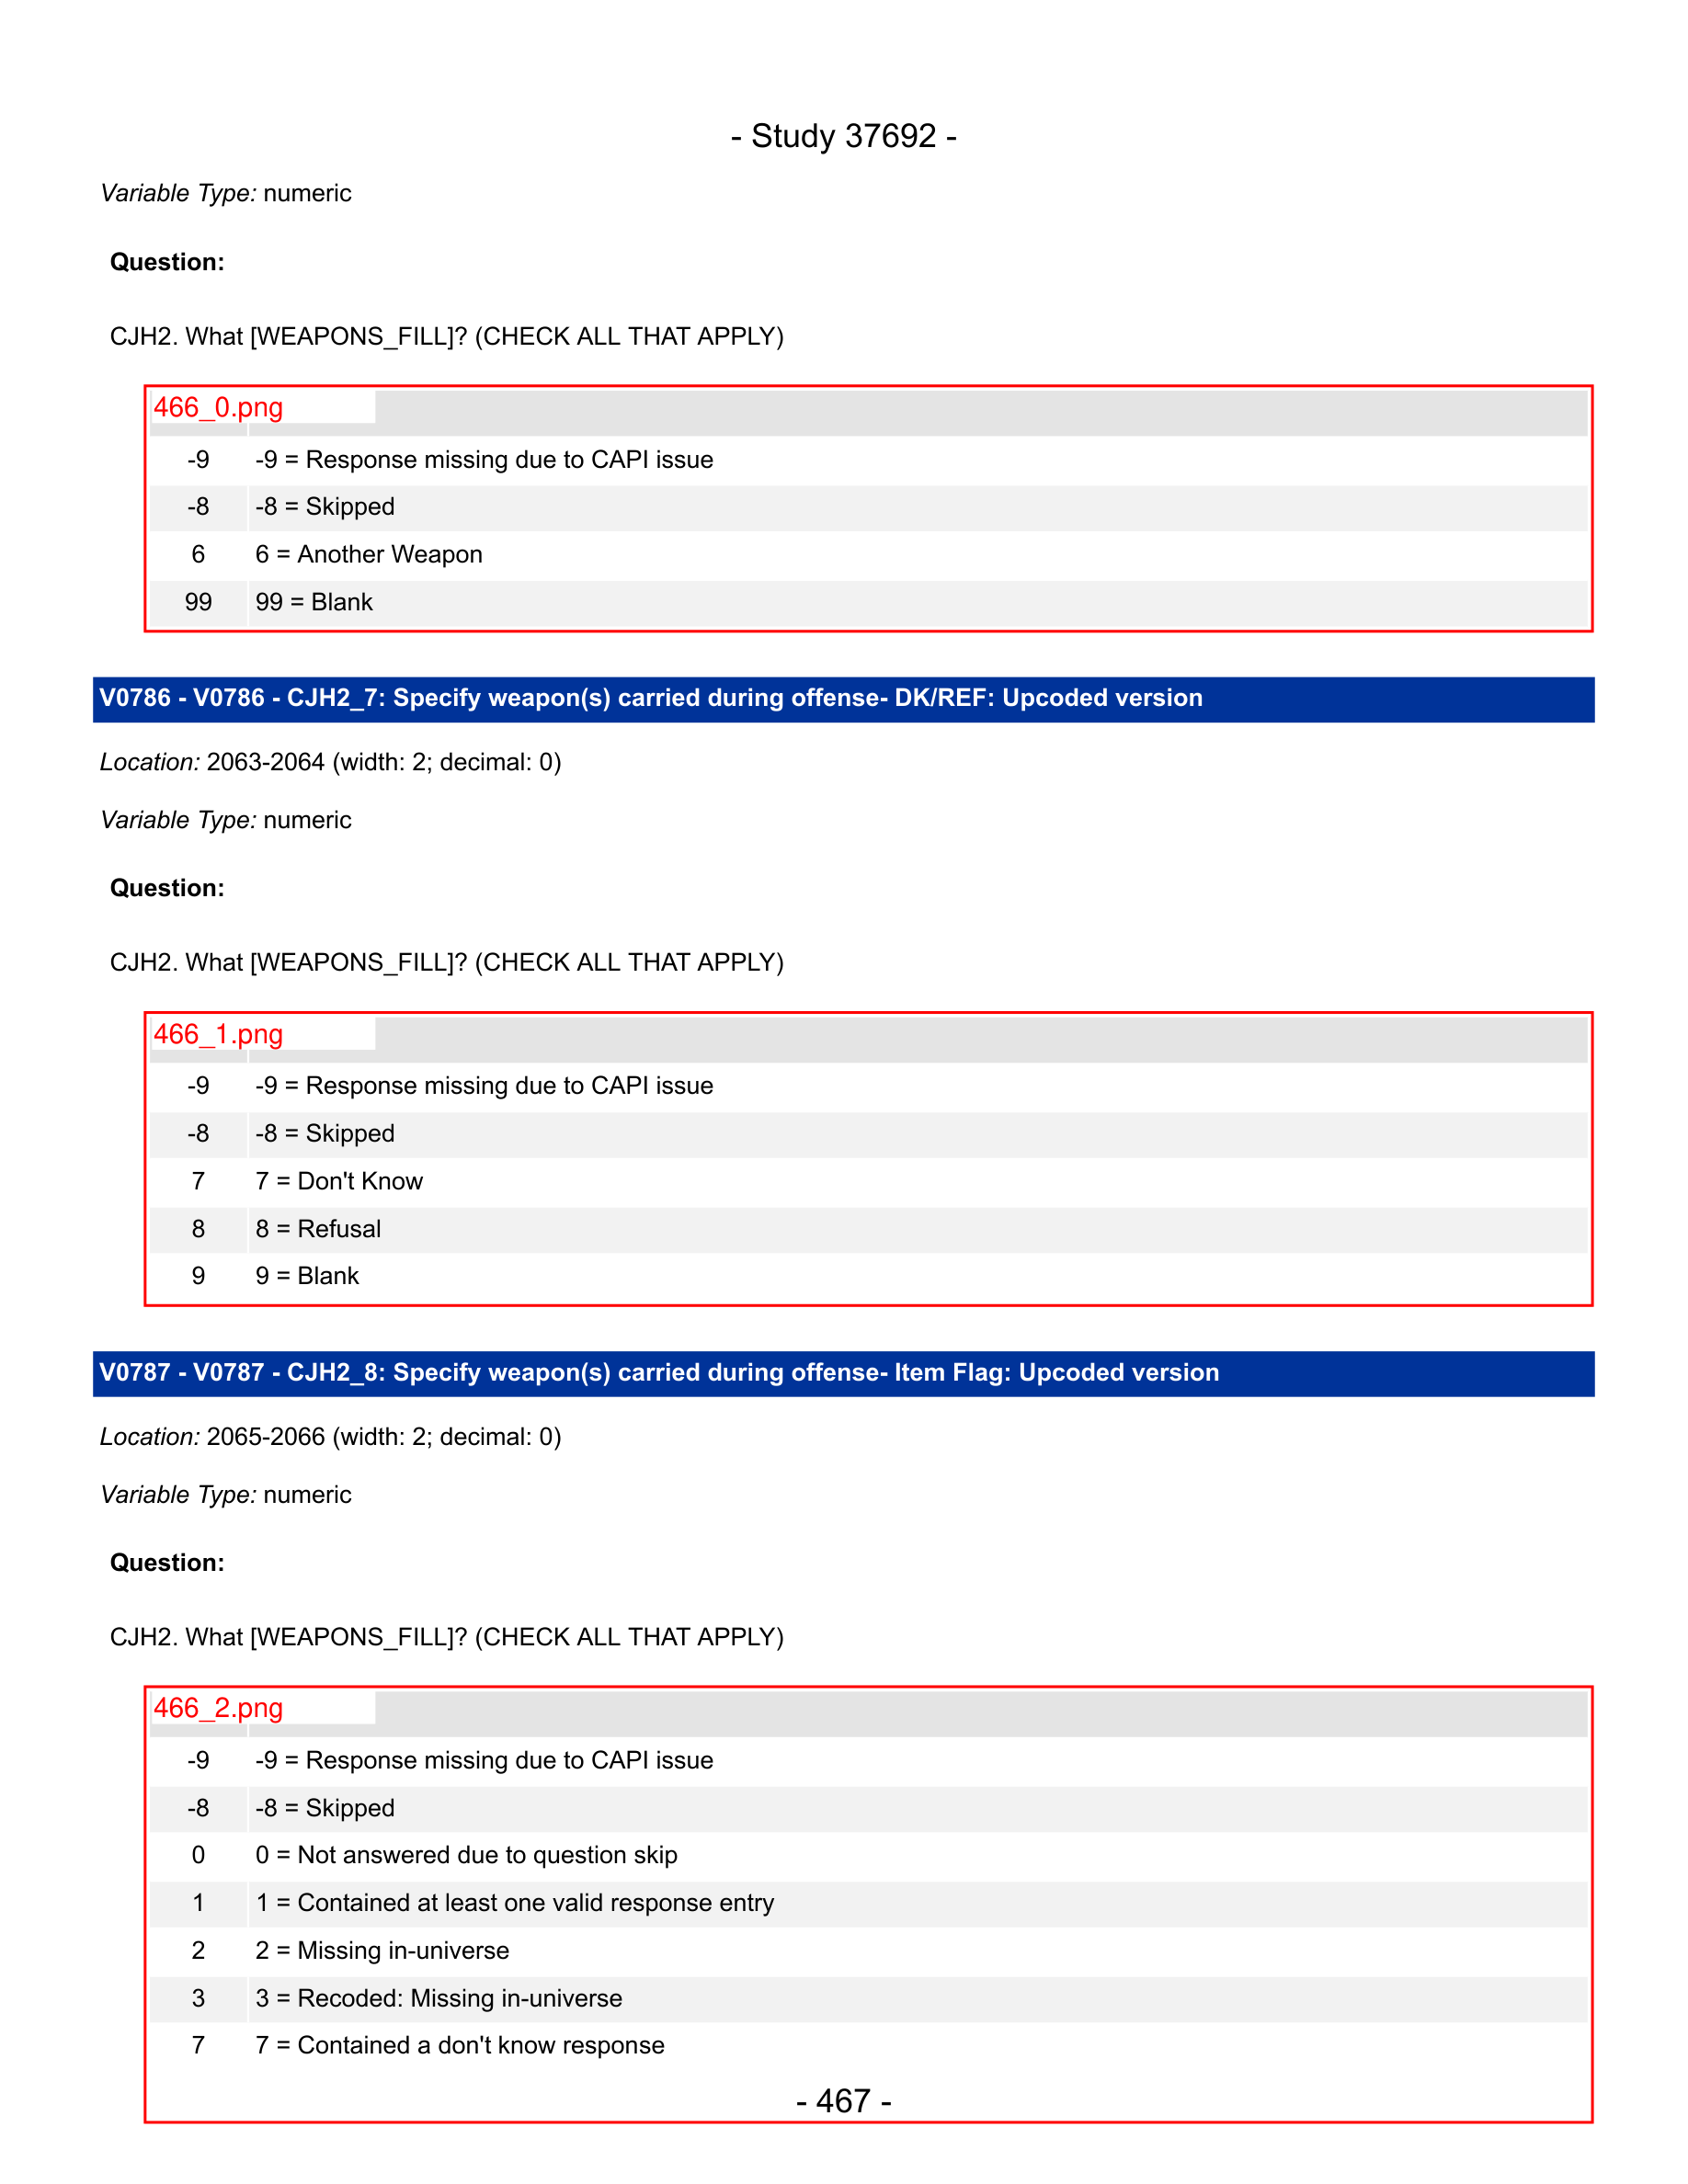 - Study 37692 -
Variable Type: numeric
Question:
CJH2. What [WEAPONS_FILL]? (CHECK ALL THAT APPLY)
466_0.png
-9 -9 = Response missing due to CAPI issue
-8 -8 = Skipped
6 6 = Another Weapon
99 99 = Blank
V0786 - V0786 - CJH2_7: Specify weapon(s) carried during offense- DK/REF: Upcoded version
Location: 2063-2064 (width: 2; decimal: 0)
Variable Type: numeric
Question:
CJH2. What [WEAPONS_FILL]? (CHECK ALL THAT APPLY)
466_1.png
-9 -9 = Response missing due to CAPI issue
-8 -8 = Skipped
7 7 = Don't Know
8 8 = Refusal
9 9 = Blank
V0787 - V0787 - CJH2_8: Specify weapon(s) carried during offense- Item Flag: Upcoded version
Location: 2065-2066 (width: 2; decimal: 0)
Variable Type: numeric
Question:
CJH2. What [WEAPONS_FILL]? (CHECK ALL THAT APPLY)
466_2.png
-9 -9 = Response missing due to CAPI issue
-8 -8 = Skipped
0 0 = Not answered due to question skip
1 1 = Contained at least one valid response entry
2 2 = Missing in-universe
3 3 = Recoded: Missing in-universe
7 7 = Contained a don't know response
- 467 -